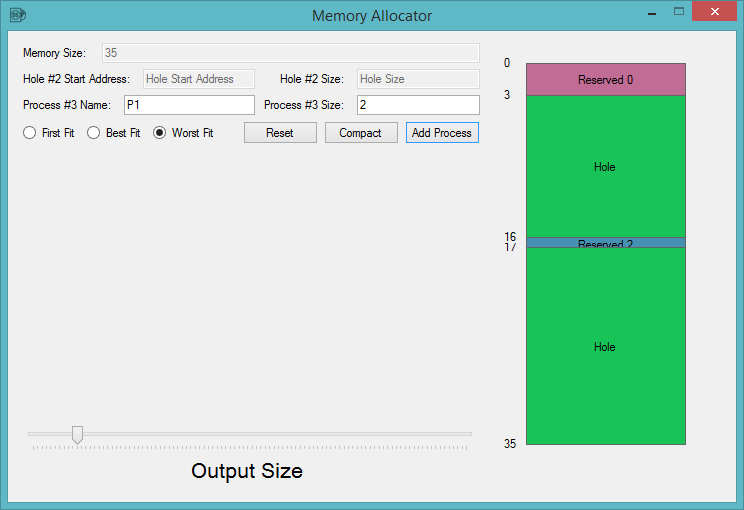 Memory Allocator
Memory Size: 35
Hole #2 Start Address: Hole Start Address Hole #2 Size: Hole Size
Process #3 Name: P1 Process #3 Size: 2
First Fit Best Fit Worst Fit Reset Compact Add Process
Output Size
0
Reserved 0
3
Hole
16
Reserved 2
17
Hole
35